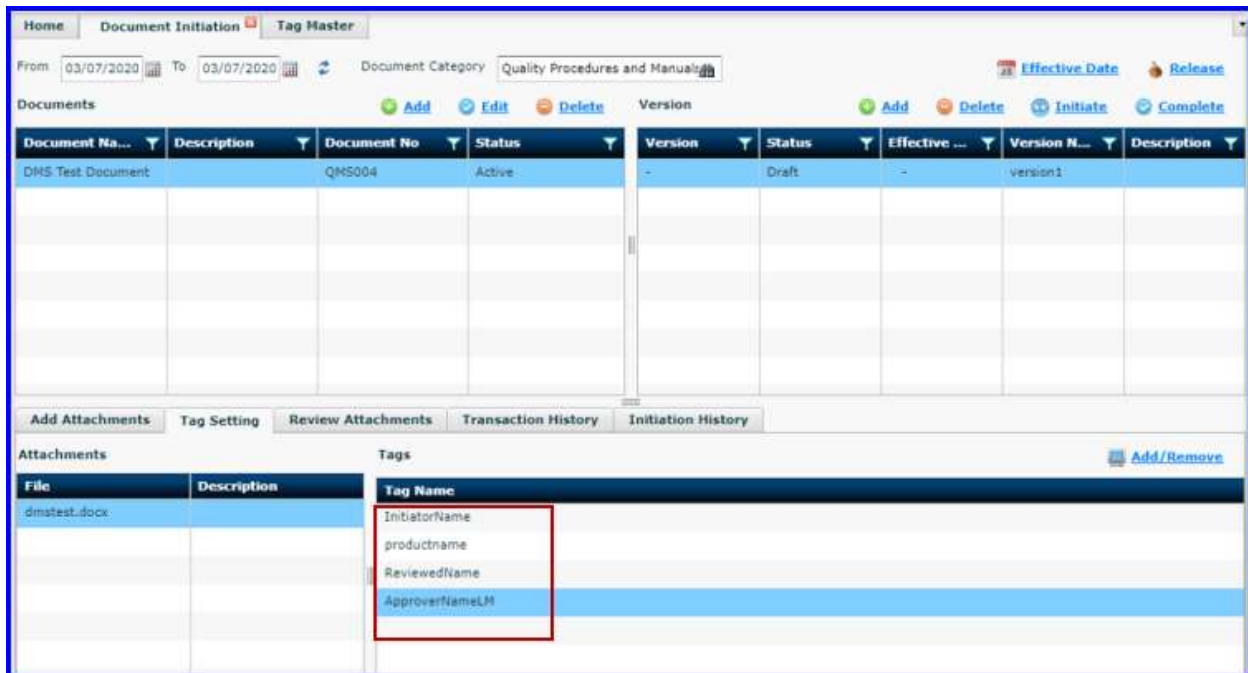 Home Document Initiation Tag Master
From 03/07/2020 To 03/07/2020 Document Category Quality Procedures and Manuals Effective Date Release
Documents Add Edit Delete Version Add Delete Initiate Complete
Document Na... Description Document No Status Version Status Effective ... Version N... Description
DMS Test Document QMS004 Active - Draft - version1
Add Attachments Tag Setting Review Attachments Transaction History Initiation History
Attachments Tags Add/Remove
File Description Tag Name
dmstest.docx InitiatorName
productname
ReviewedName
ApproverNameLM